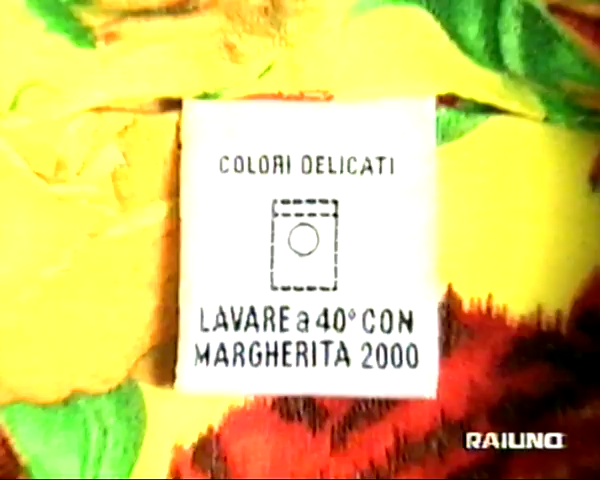 COLORI DELICATI
LAVARE a 40° CON
MARGHERITA 2000
RAIUNO